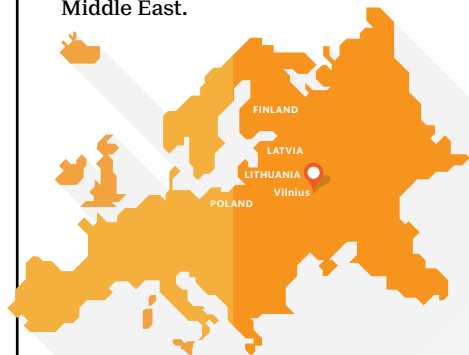 Middle East.
FINLAND
LATVIA
LITHUANIA
Vilnius
POLAND